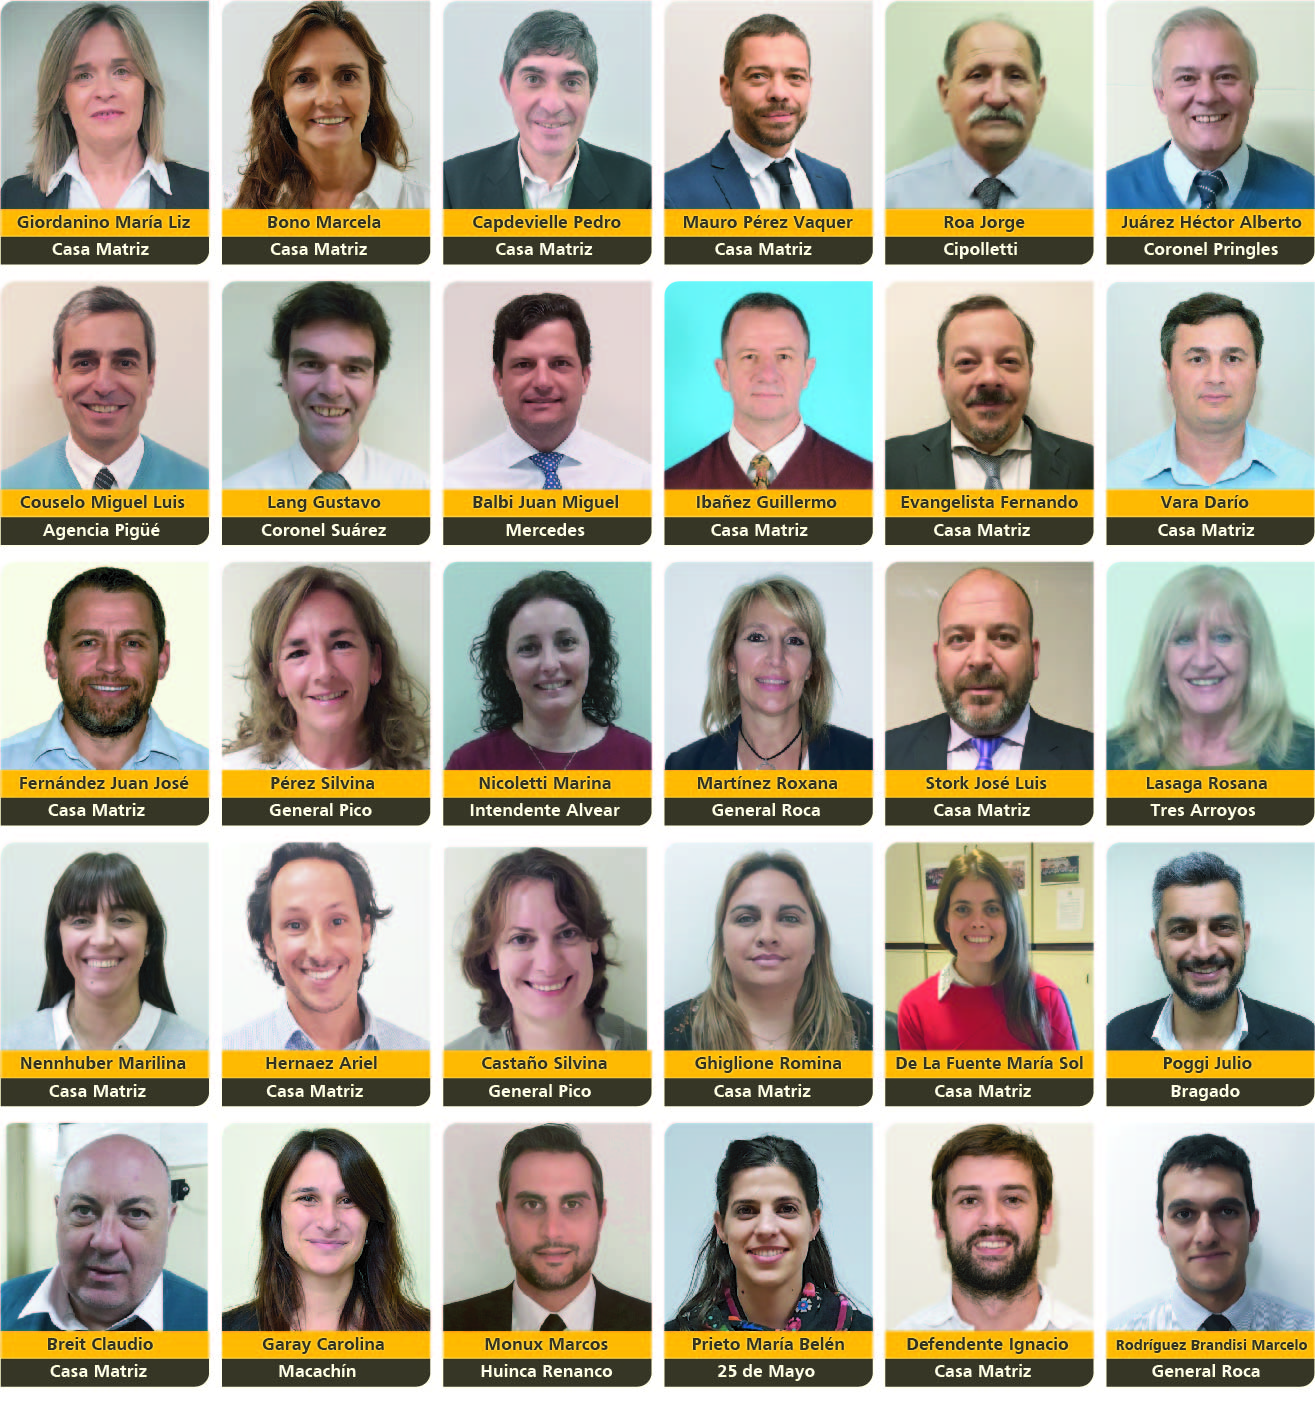 Giordanino María Liz
Casa Matriz
Bono Marcela
Casa Matriz
Capdevielle Pedro
Casa Matriz
Mauro Pérez Vaquer
Casa Matriz
Roa Jorge
Cipolletti
Juárez Héctor Alberto
Coronel Pringles
Couselo Miguel Luis
Agencia Pigüé
Lang Gustavo
Coronel Suárez
Balbi Juan Miguel
Mercedes
Ibañez Guillermo
Casa Matriz
Evangelista Fernando
Casa Matriz
Vara Darío
Casa Matriz
Fernández Juan José
Casa Matriz
Pérez Silvina
General Pico
Nicoletti Marina
Intendente Alvear
Martínez Roxana
General Roca
Stork José Luis
Casa Matriz
Lasaga Rosana
Tres Arroyos
Nennhuber Marilina
Casa Matriz
Hernaez Ariel
Casa Matriz
Castaño Silvina
General Pico
Ghiglione Romina
Casa Matriz
De La Fuente María Sol
Casa Matriz
Poggi Julio
Bragado
Breit Claudio
Casa Matriz
Garay Carolina
Macachín
Monux Marcos
Huinca Renanco
Prieto María Belén
25 de Mayo
Defendente Ignacio
Casa Matriz
Rodríguez Brandisi Marcelo
General Roca